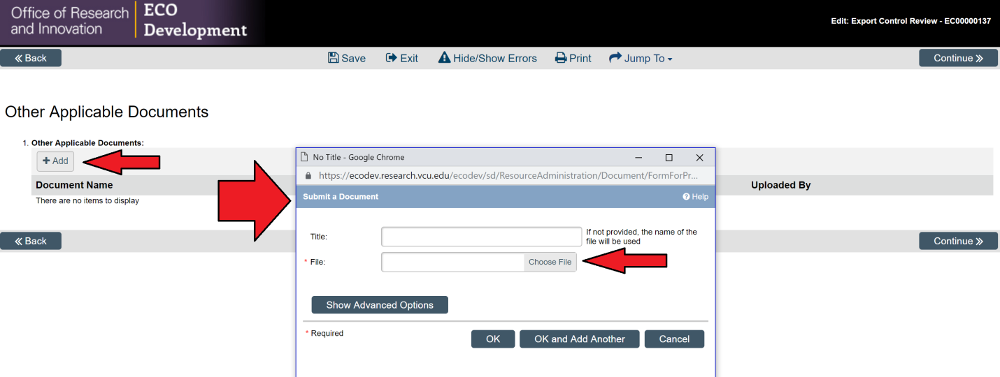 Office of Research
and Innovation
ECO
Development
Edit: Export Control Review - EC00000137
Back
Save
Exit
Hide/Show Errors
Print
Jump To
Continue
Other Applicable Documents
1. Other Applicable Documents:
+ Add
Document Name
Uploaded By
There are no items to display
No Title - Google Chrome
https://ecodev.research.vcu.edu/ecodev/sd/ResourceAdministration/Document/FormForPr...
Submit a Document
Help
Title:
If not provided, the name of the
file will be used
* File:
Choose File
Show Advanced Options
* Required
OK
OK and Add Another
Cancel
Back
Continue